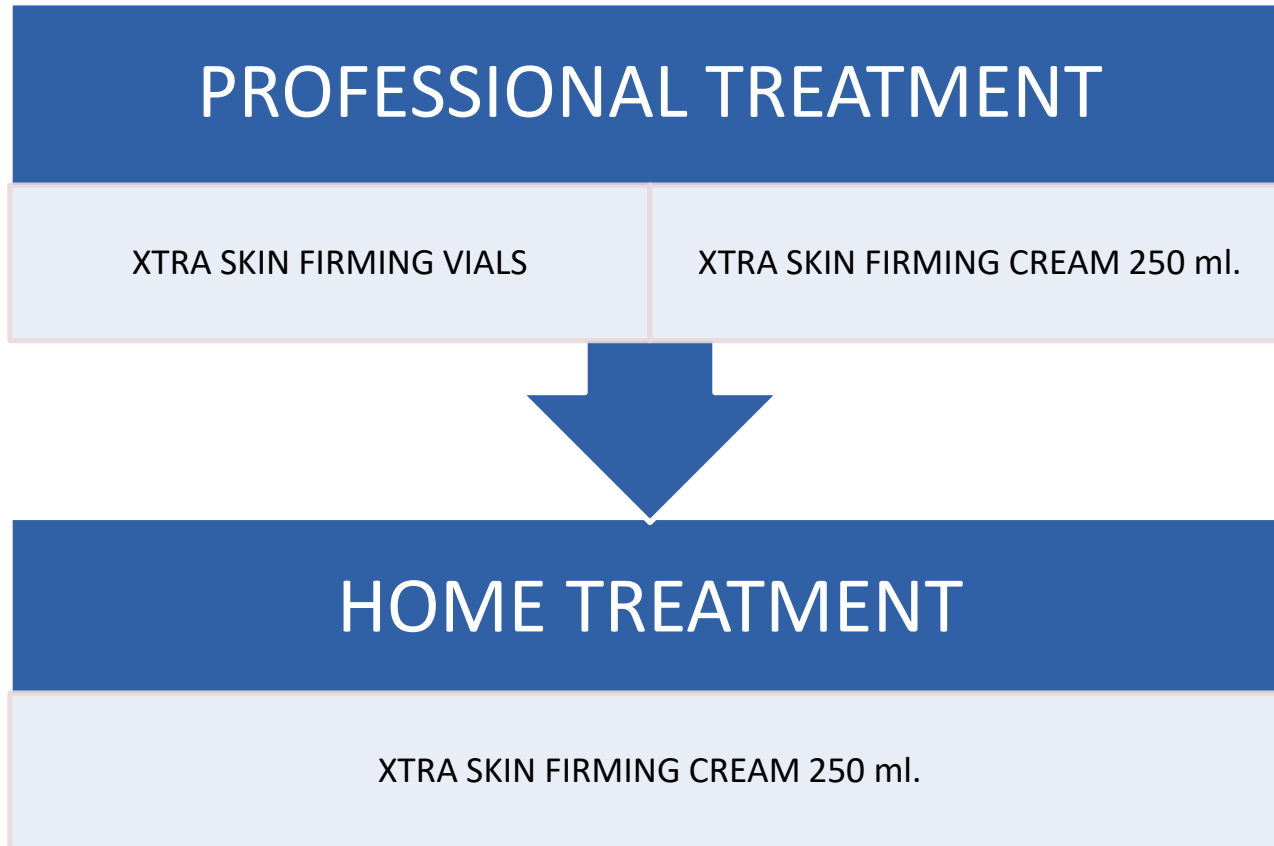 PROFESSIONAL TREATMENT
XTRA SKIN FIRMING VIALS
XTRA SKIN FIRMING CREAM 250 ml.
HOME TREATMENT
XTRA SKIN FIRMING CREAM 250 ml.